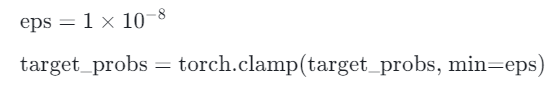 eps = 1 × 10⁻⁸
target_probs = torch.clamp(target_probs, min=eps)